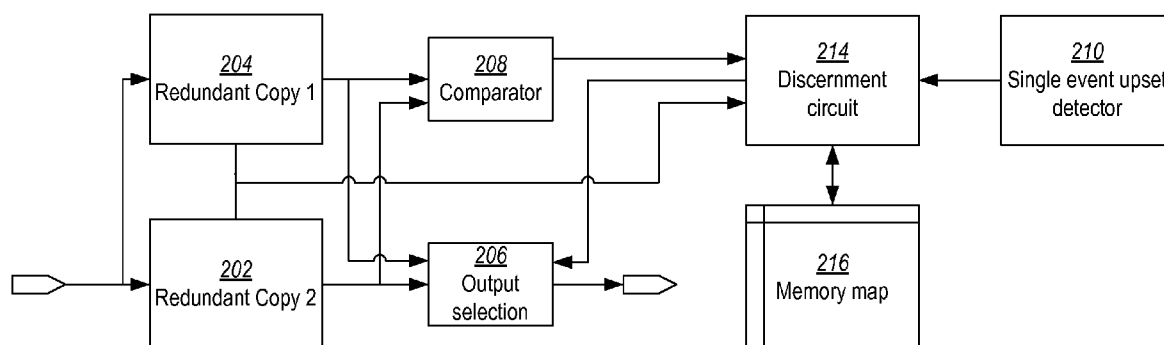 204
Redundant Copy 1
208
Comparator
214
Discernment
circuit
210
Single event upset
detector
202
Redundant Copy 2
206
Output
selection
216
Memory map